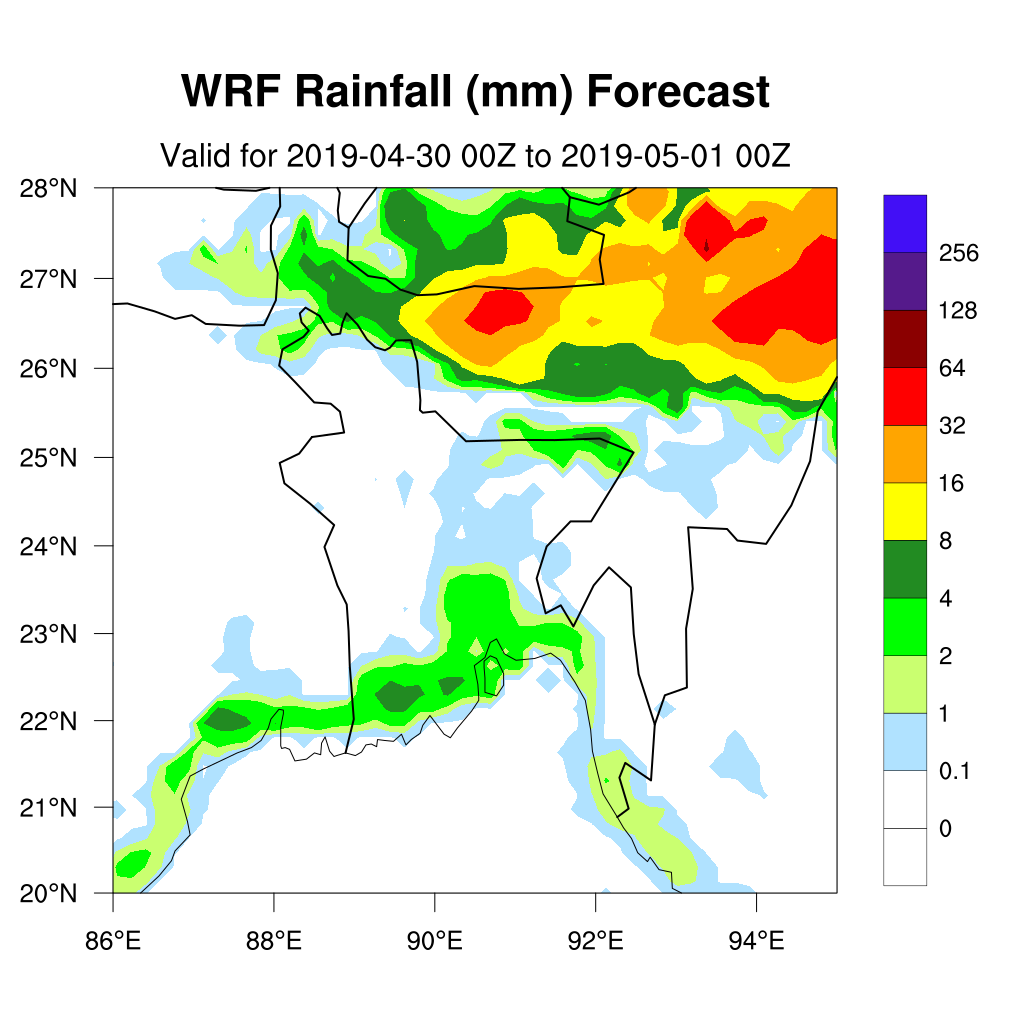 WRF Rainfall (mm) Forecast
Valid for 2019-04-30 00Z to 2019-05-01 00Z
28°N
27°N
26°N
25°N
24°N
23°N
22°N
21°N
20°N
86°E 88°E 90°E 92°E 94°E
256
128
64
32
16
8
4
2
1
0.1
0